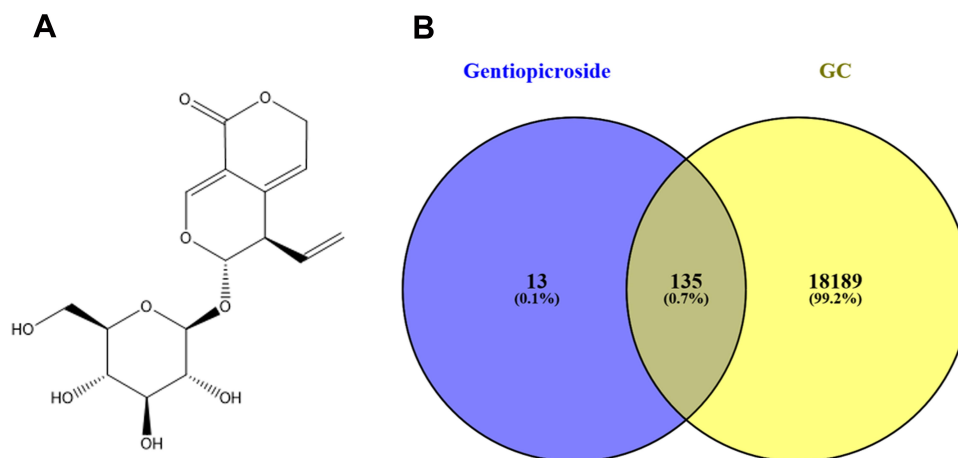 A
B
Gentiopicroside
GC
O
O
O
O
O
HO
HO
OH
OH
13
(0.1%)
135
(0.7%)
18189
(99.2%)